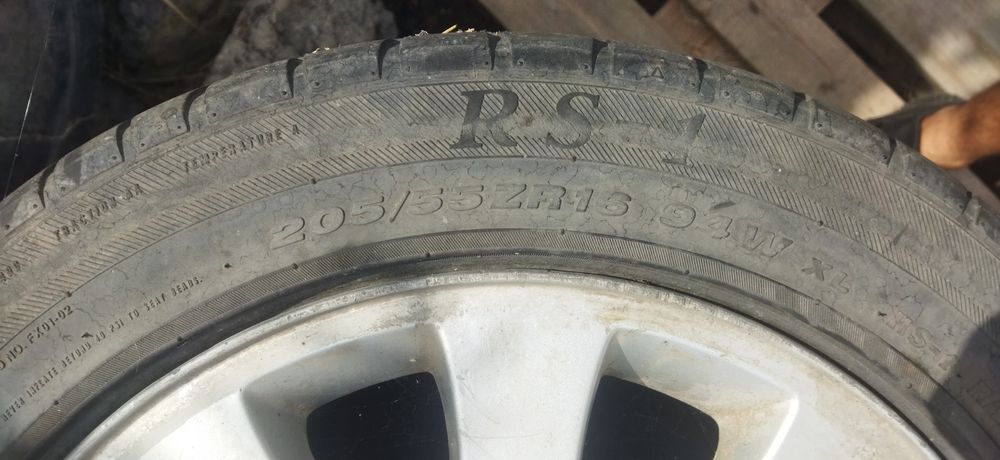 RS-1
TRACTION AA TEMPERATURE A
205/55ZR16 94W XL
NEVER INFLATE BEYOND 40 PSI TO SEAT BEADS.